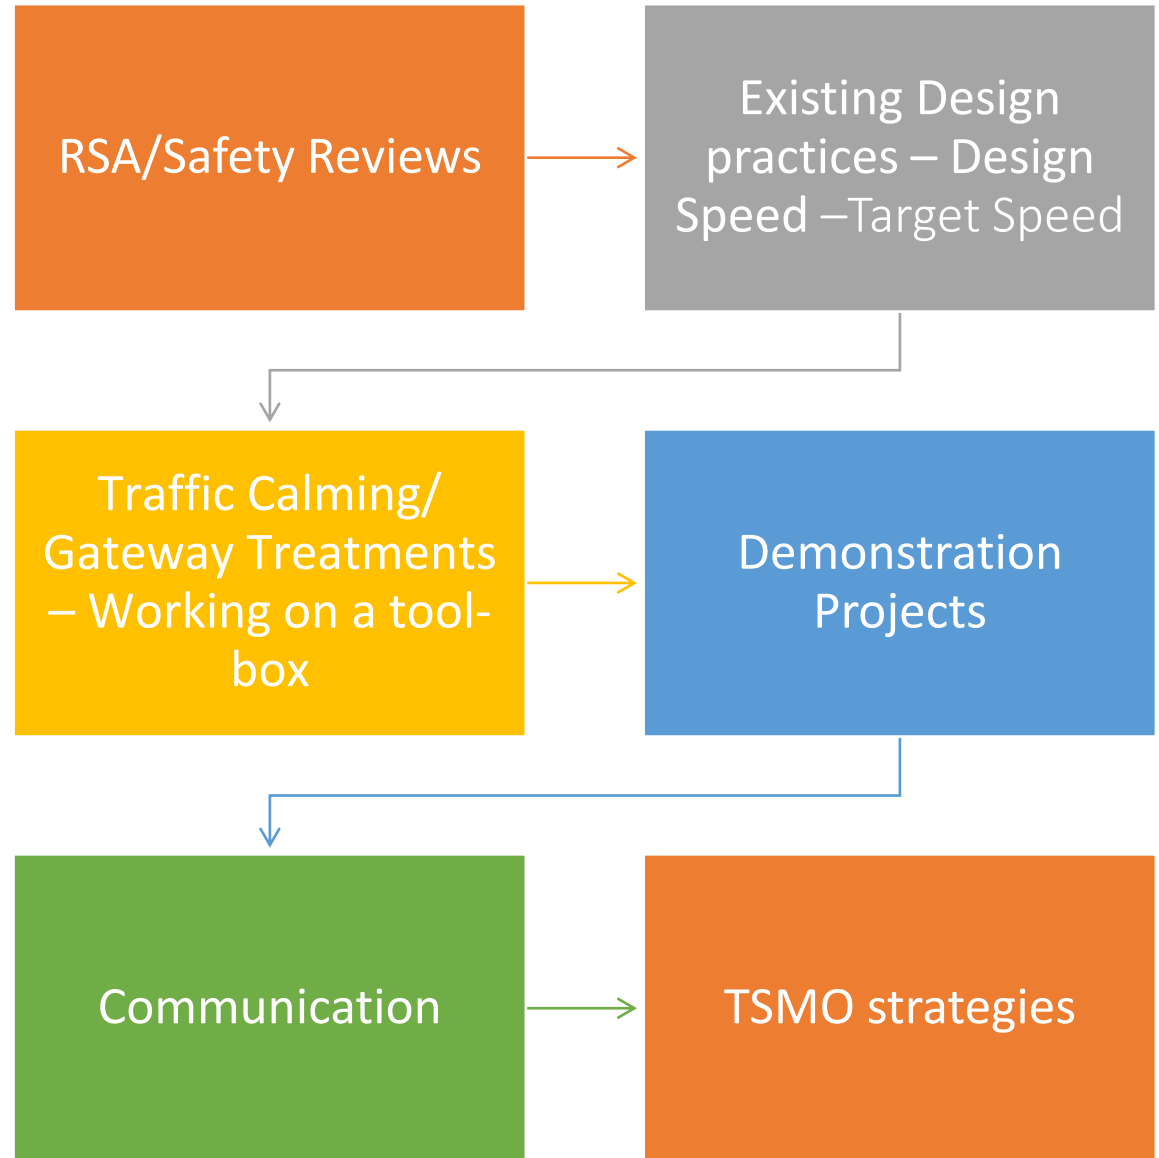 RSA/Safety Reviews
Existing Design
practices – Design
Speed –Target Speed
Traffic Calming/
Gateway Treatments
– Working on a tool-
box
Demonstration
Projects
Communication
TSMO strategies